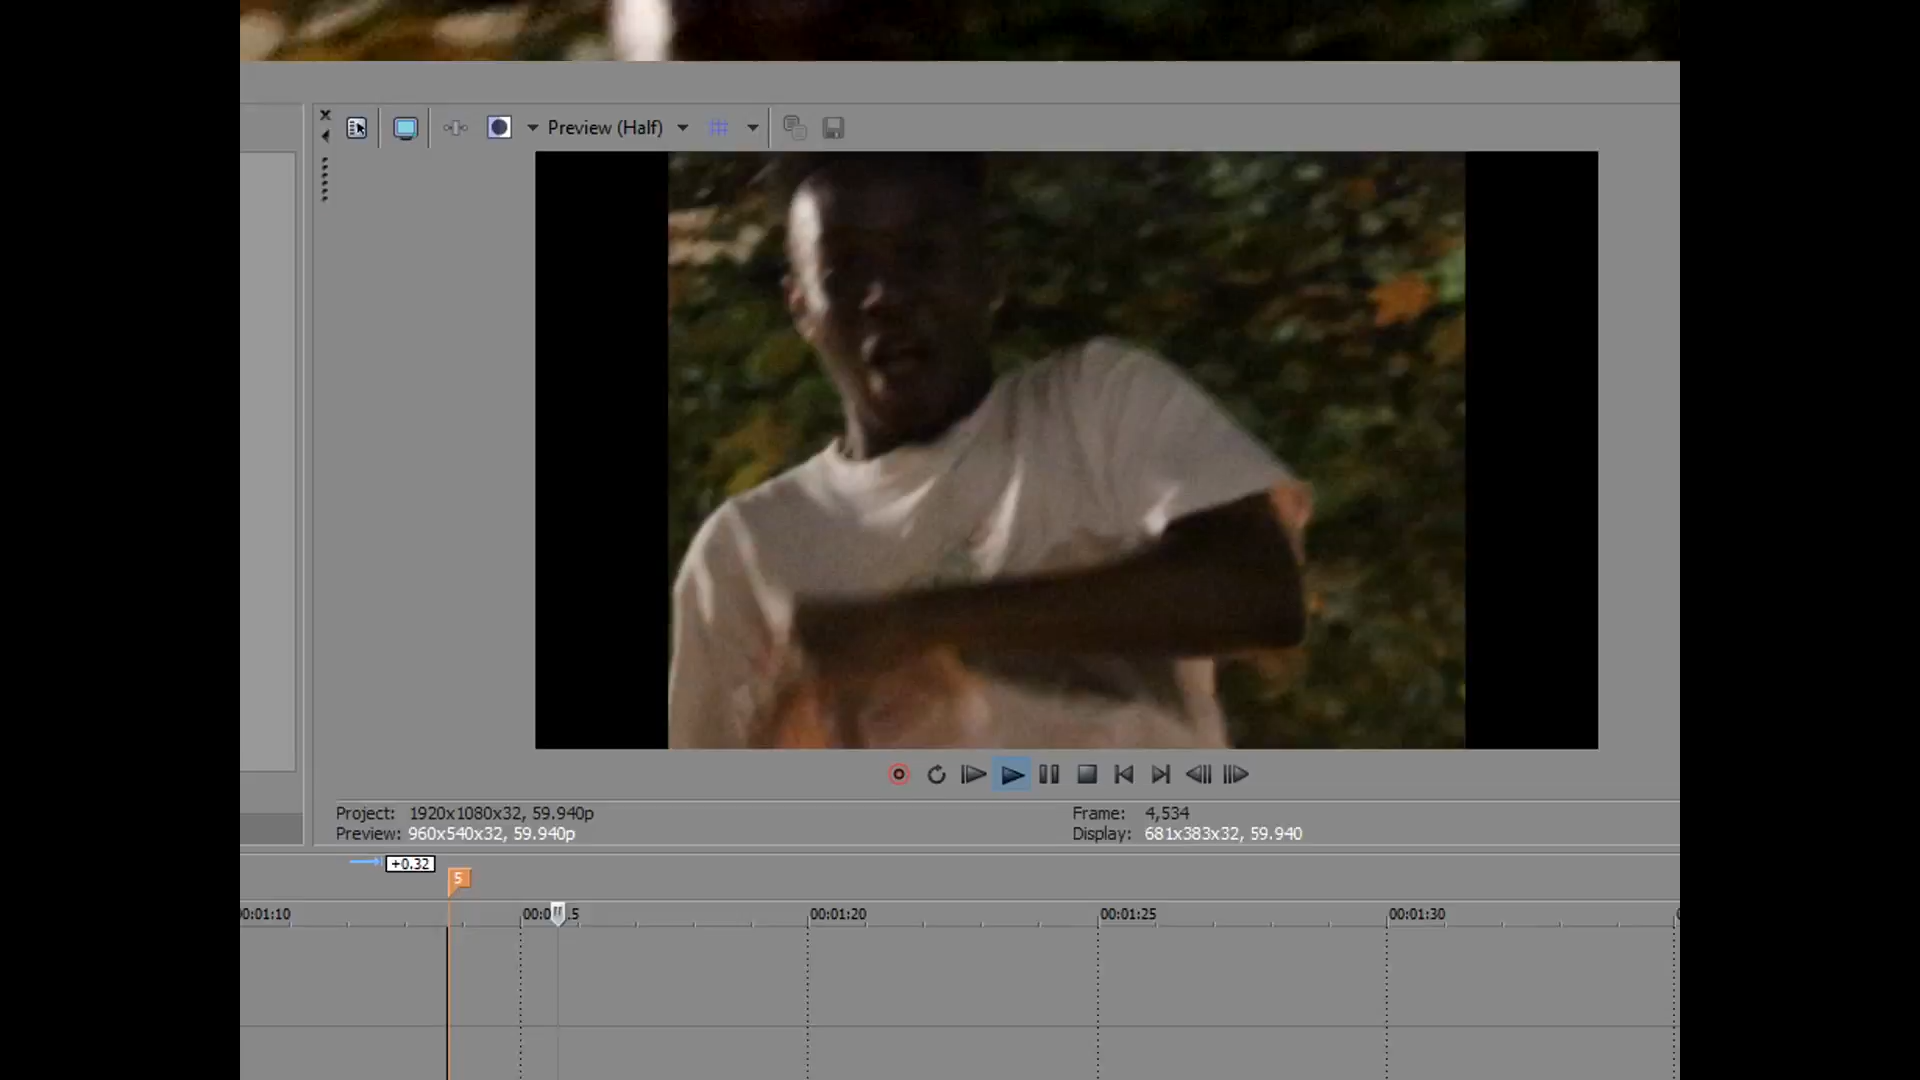 Preview (Half)
Project: 1920x1080x32, 59.940p
Frame: 4,534
Preview: 960x540x32, 59.940p
Display: 681x383x32, 59.940
+0.32
5
00:01:10
00:01:20
00:01:25
00:01:30